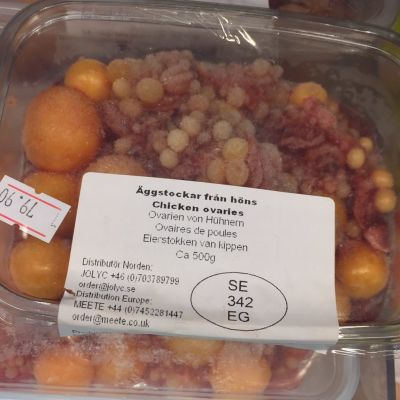 Äggstockar från höns
Chicken ovaries
Ovarien von Hühnern
Ovaires de poules
Eierstokken van kippen
Ca 500g
Distributör Norden:
JOLYC +46 (0)703789799
order@jolyc.se
Distribution Europe:
MEETE +44 (0)7452281447
order@meete.co.uk
SE
342
EG
79.90